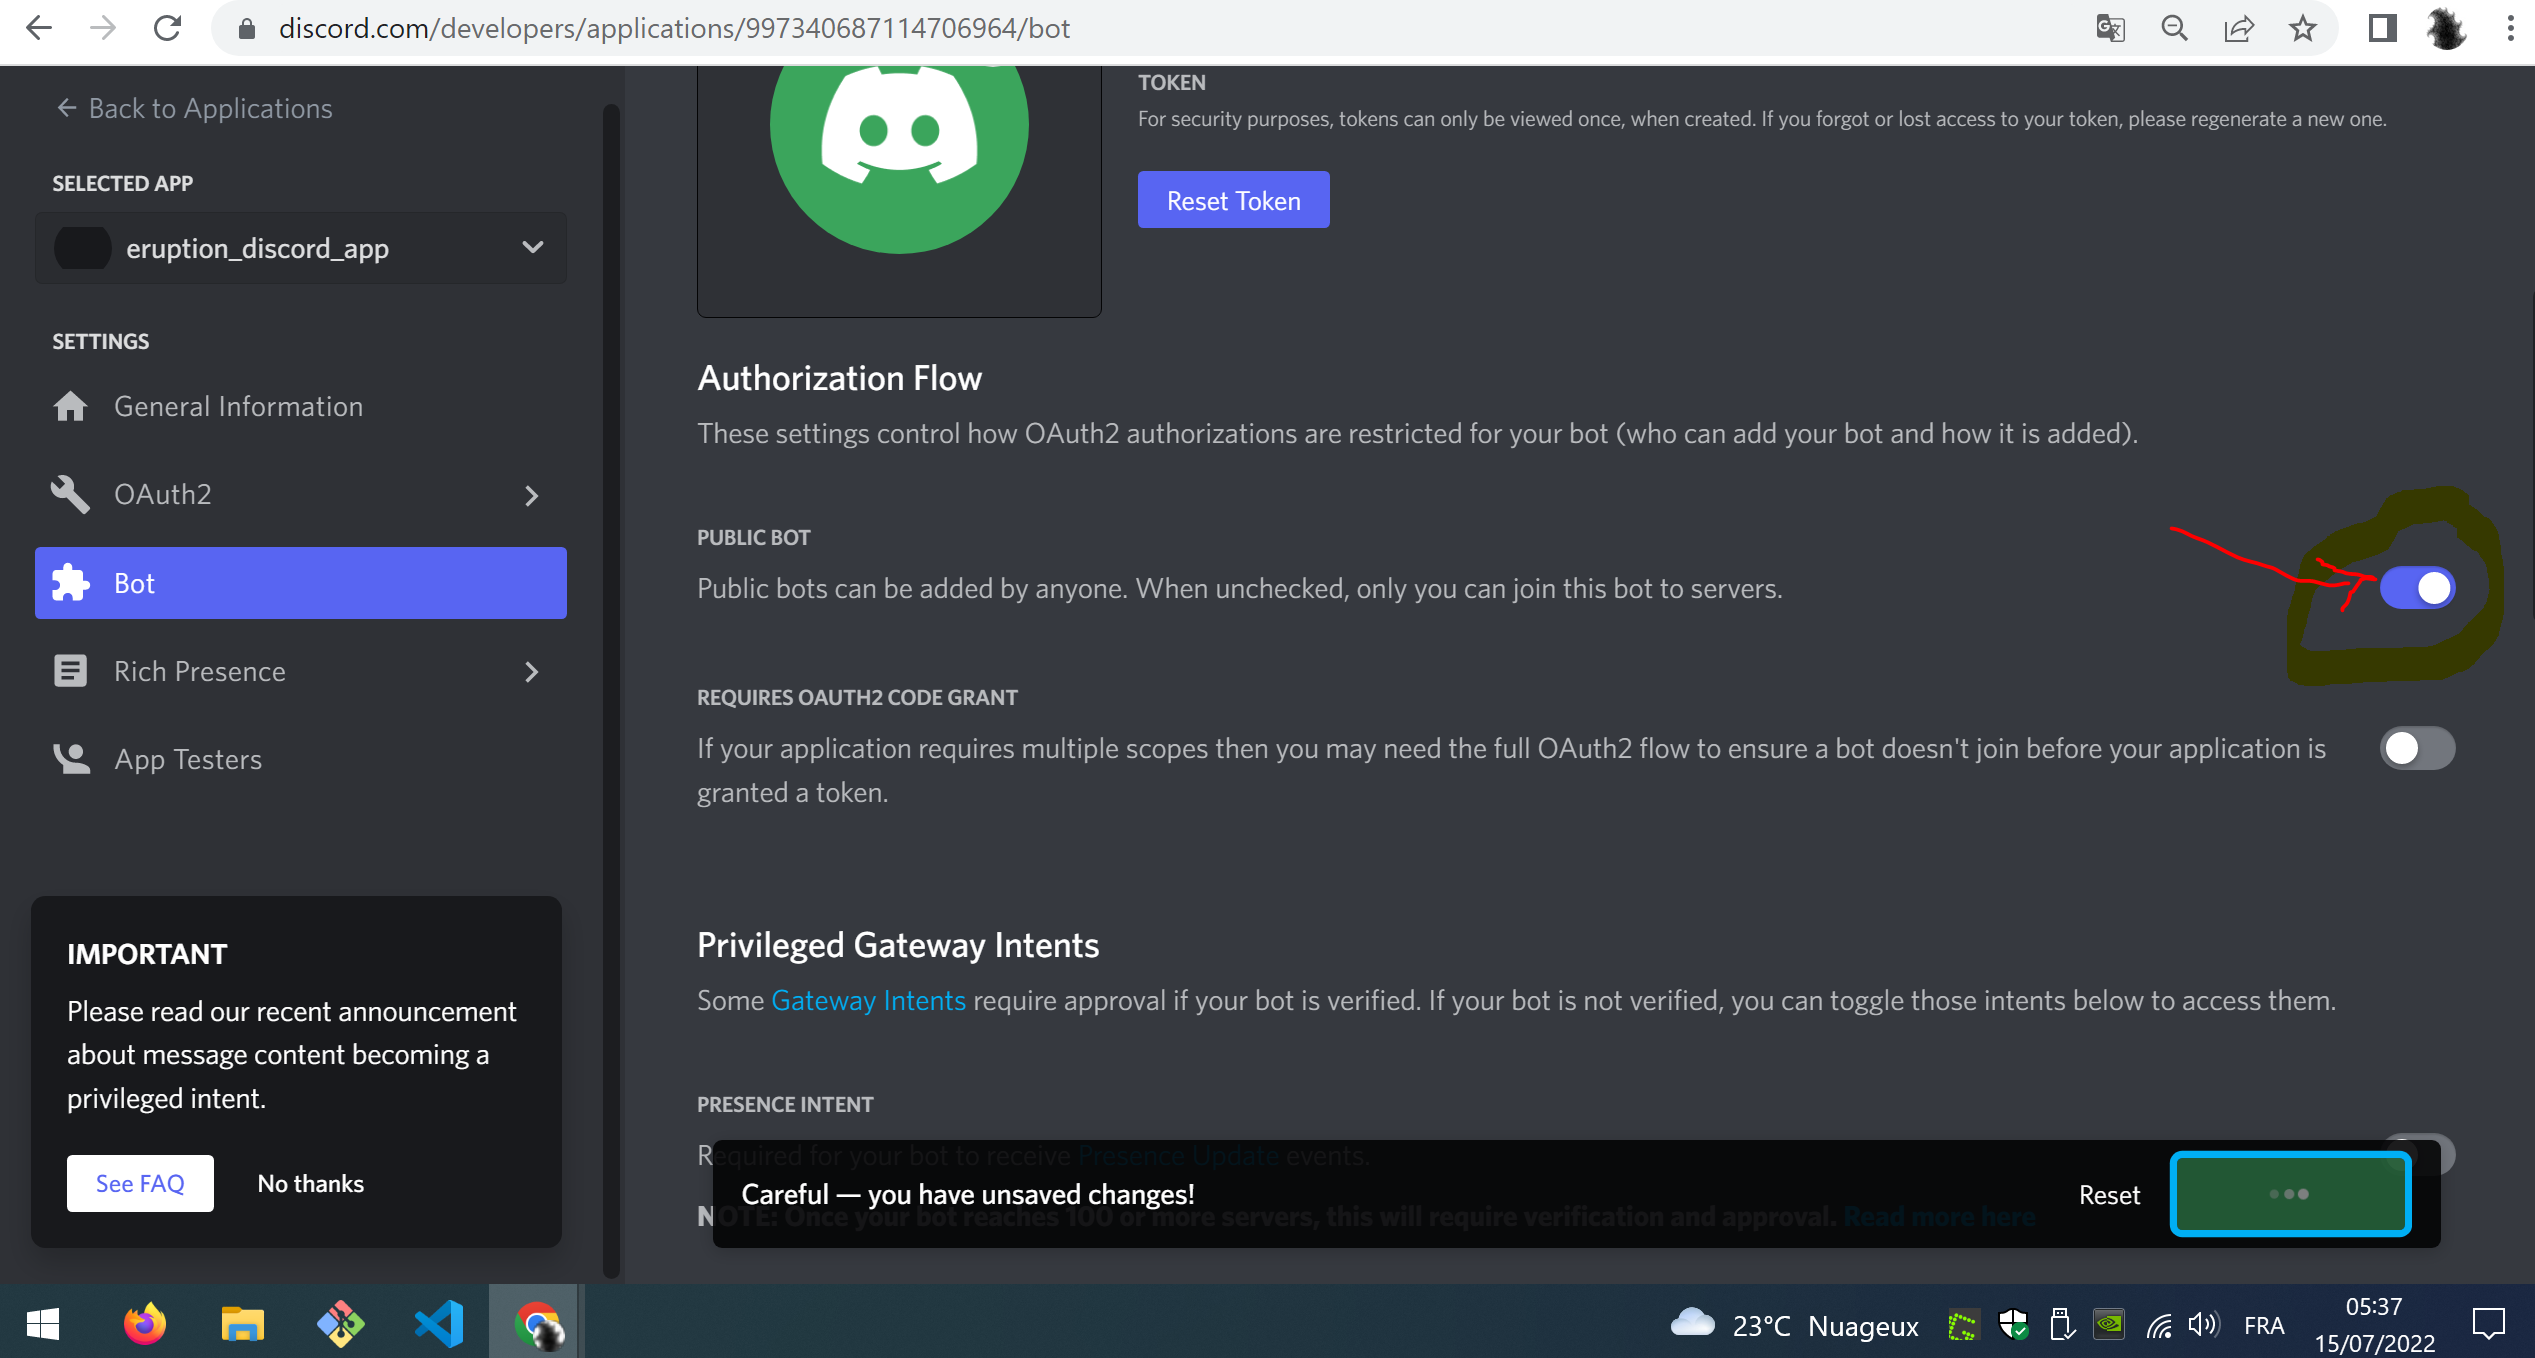 discord.com/developers/applications/997340687114706964/bot
Back to Applications
SELECTED APP
eruption_discord_app
SETTINGS
General Information
OAuth2
Bot
Rich Presence
App Testers
IMPORTANT
Please read our recent announcement
about message content becoming a
privileged intent.
See FAQ
No thanks
TOKEN
For security purposes, tokens can only be viewed once, when created. If you forgot or lost access to your token, please regenerate a new one.
Reset Token
Authorization Flow
These settings control how OAuth2 authorizations are restricted for your bot (who can add your bot and how it is added).
PUBLIC BOT
Public bots can be added by anyone. When unchecked, only you can join this bot to servers.
REQUIRES OAUTH2 CODE GRANT
If your application requires multiple scopes then you may need the full OAuth2 flow to ensure a bot doesn't join before your application is
granted a token.
Privileged Gateway Intents
Some Gateway Intents require approval if your bot is verified. If your bot is not verified, you can toggle those intents below to access them.
PRESENCE INTENT
Required for your bot to receive Presence Update events.
Careful — you have unsaved changes!
Reset
NOTE: Once your bot reaches 100 or more servers, this will require verification and approval. Read more here
23°C Nuageux
FRA
05:37
15/07/2022